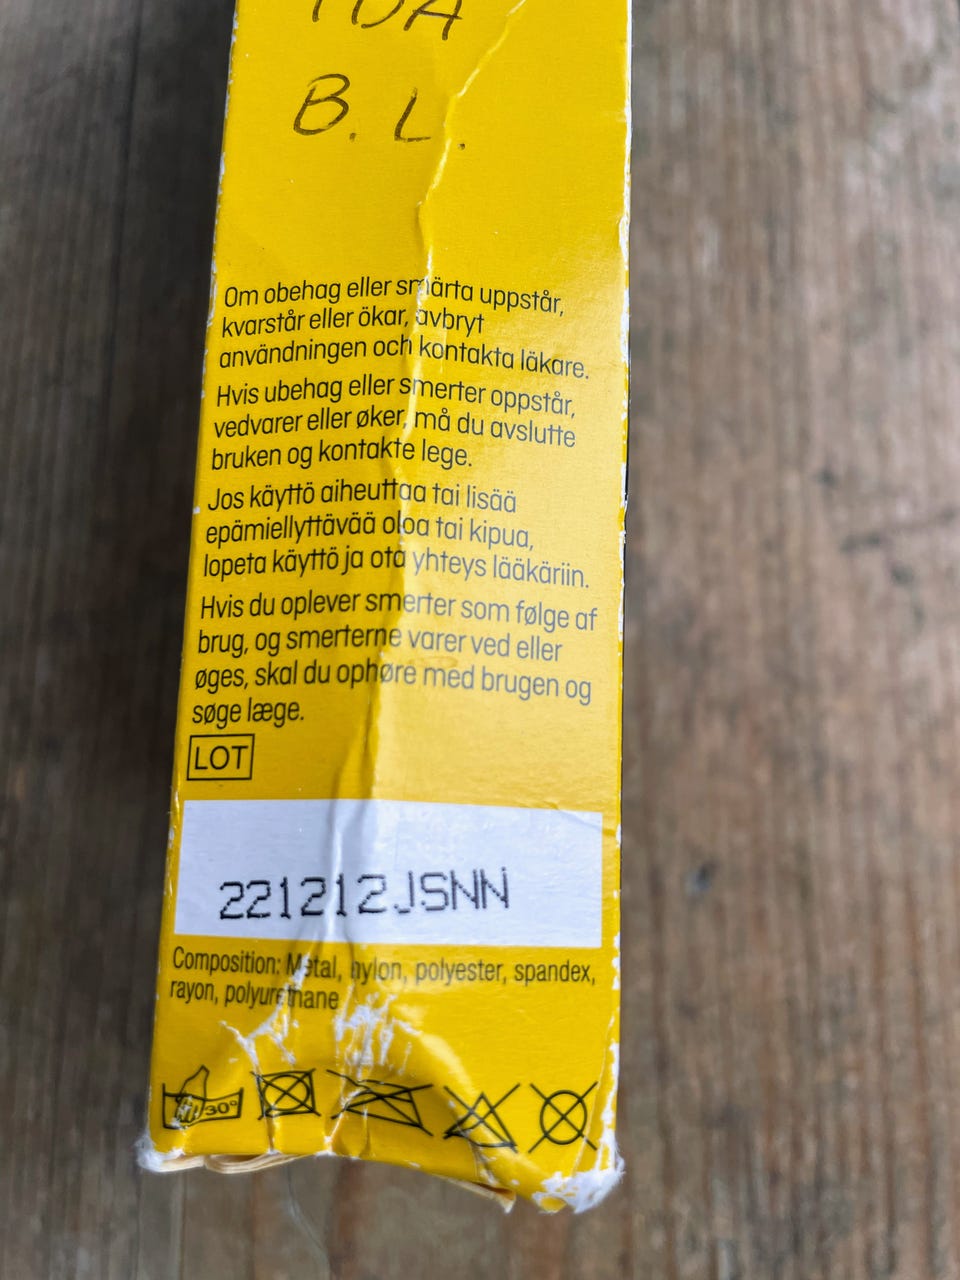 IDA
B. L.
Om obehag eller smärta uppstår,
kvarstår eller ökar, avbryt
användningen och kontakta läkare.
Hvis ubehag eller smerter oppstår,
vedvarer eller øker, må du avslutte
bruken og kontakte lege.
Jos käyttö aiheuttaa tai lisää
epämiellyttävää oloa tai kipua,
lopeta käyttö ja ota yhteys lääkäriin.
Hvis du oplever smerter som følge af
brug, og smerterne varer ved eller
øges, skal du ophøre med brugen og
søge læge.
LOT
221212JSNN
Composition: Metal, nylon, polyester, spandex,
rayon, polyurethane
30°